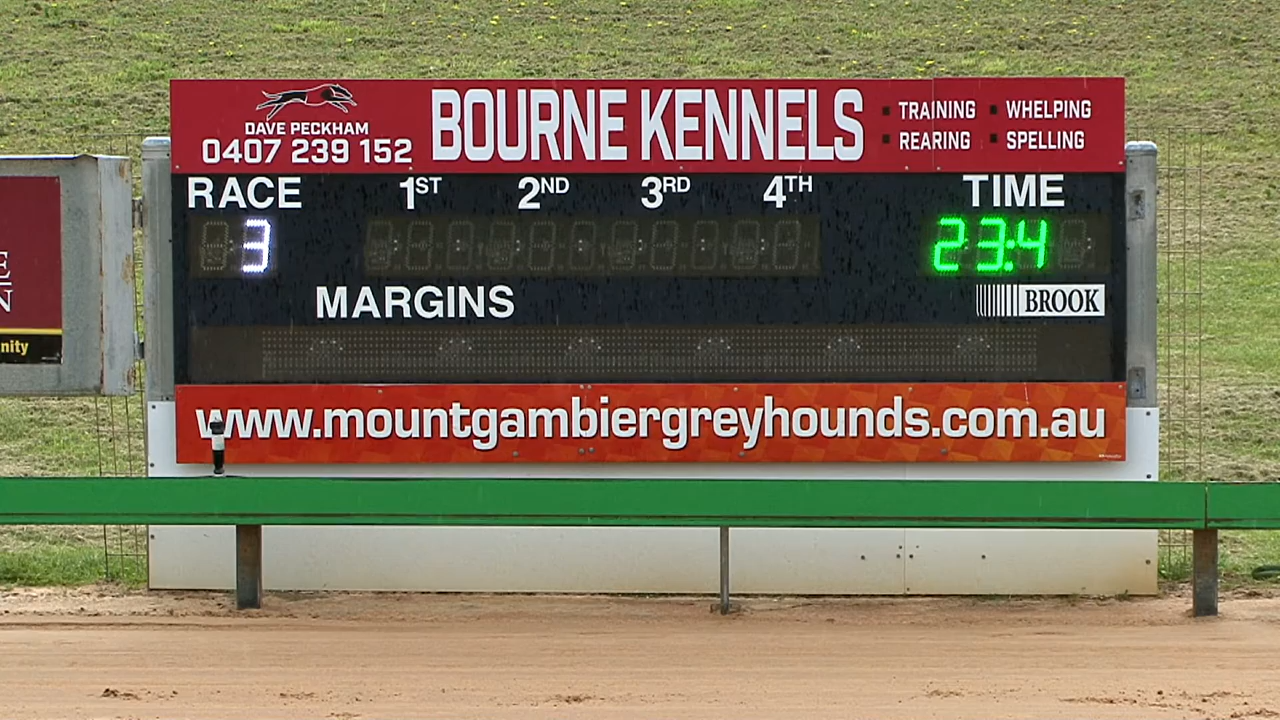 DAVE PECKHAM
0407 239 152
BOURNE KENNELS
TRAINING
WHELPING
REARING
SPELLING
RACE 1ST 2ND 3RD 4TH TIME
3 23:4
MARGINS
BROOK
E
N
nity
www.mountgambiergreyhounds.com.au